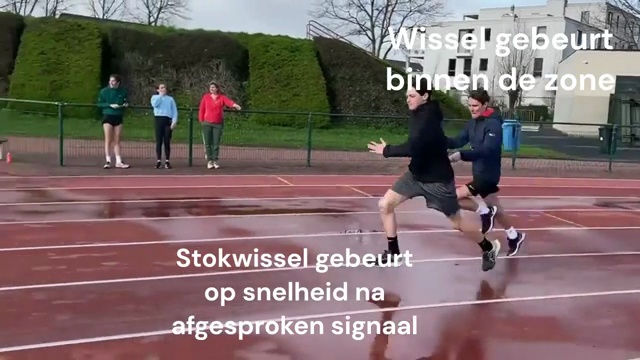 Wissel gebeurt
binnen de zone
Stokwissel gebeurt
op snelheid na
afgesproken signaal